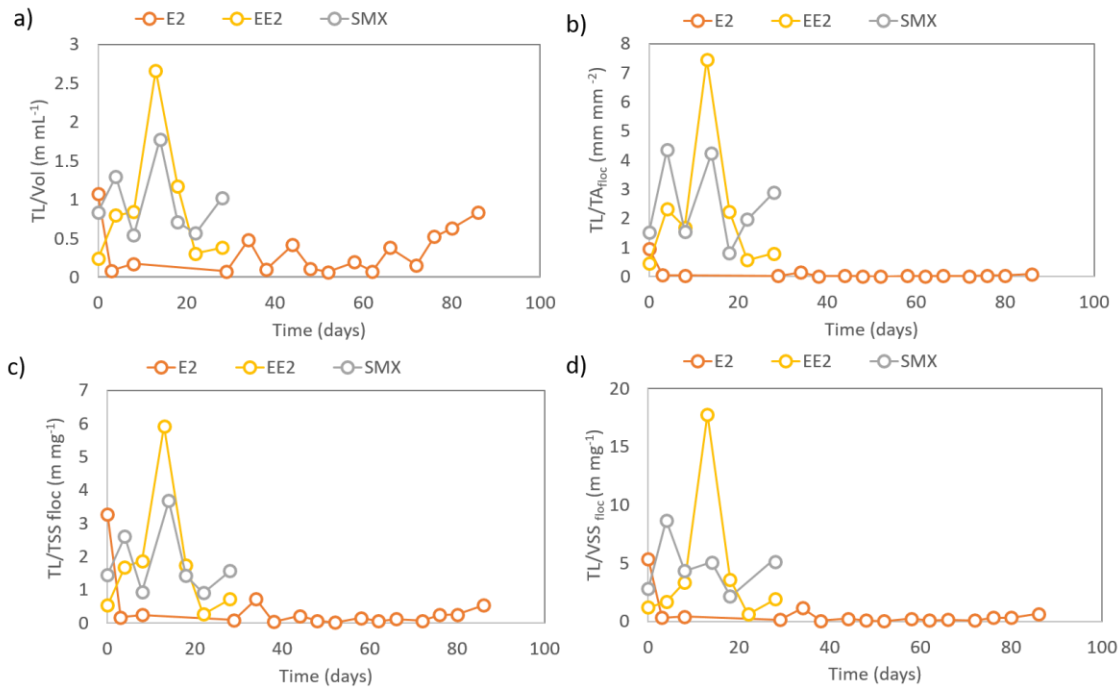 a)
E2 EE2 SMX
TL/Vol (m mL⁻¹)
3
2.5
2
1.5
1
0.5
0
0 20 40 60 80 100
Time (days)
b)
E2 EE2 SMX
TL/TA floc (mm mm ⁻²)
8
7
6
5
4
3
2
1
0
0 20 40 60 80 100
Time (days)
c)
E2 EE2 SMX
TL/TSS floc (m mg⁻¹)
7
6
5
4
3
2
1
0
0 20 40 60 80 100
Time (days)
d)
E2 EE2 SMX
TL/VSS floc (m mg⁻¹)
20
15
10
5
0
0 20 40 60 80 100
Time (days)